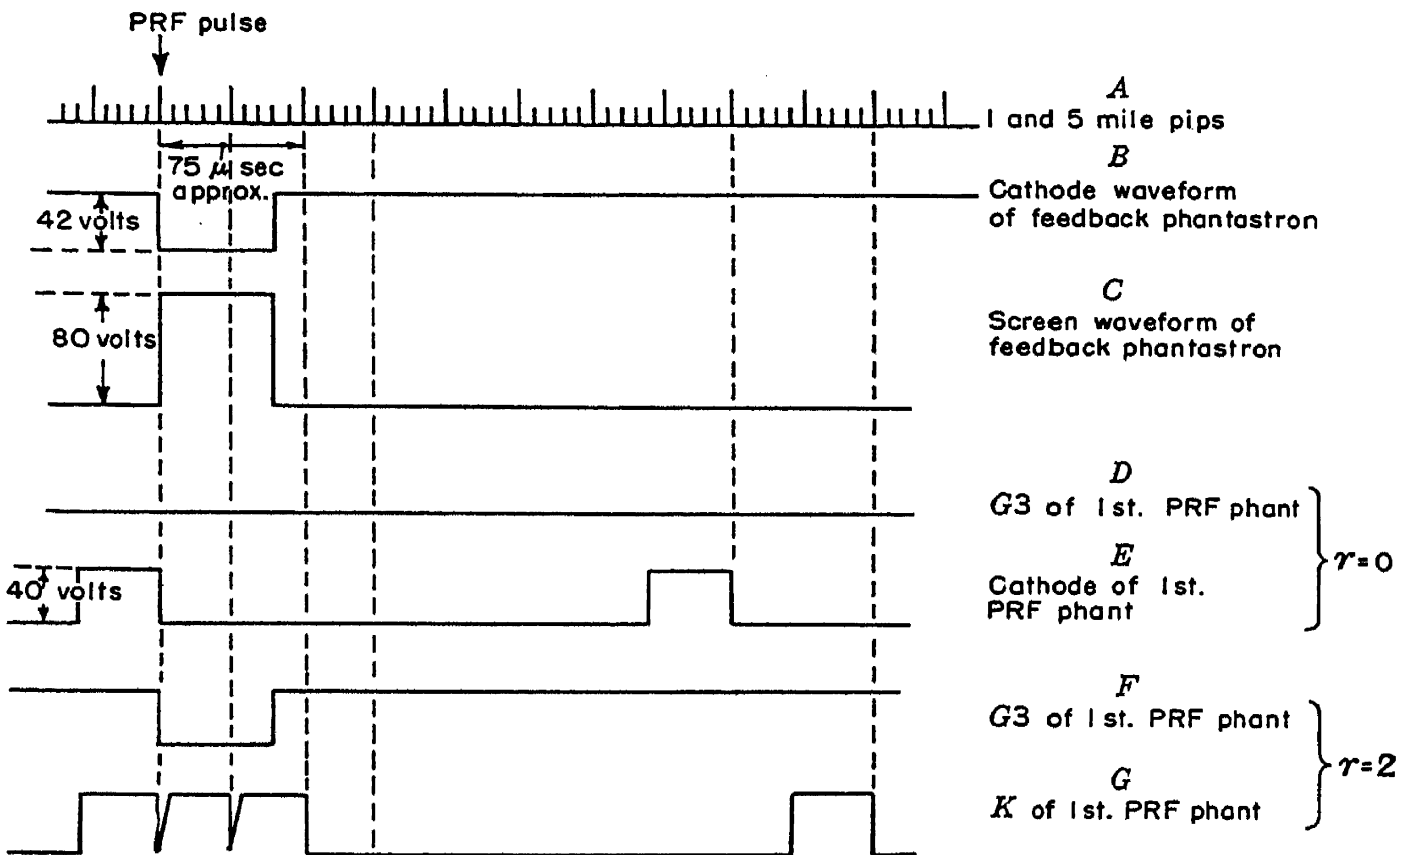 PRF pulse
A
1 and 5 mile pips
75 μ sec
approx.
B
Cathode waveform
of feedback phantastron
42 volts
C
Screen waveform of
feedback phantastron
80 volts
D
G3 of 1st. PRF phant
E
Cathode of 1st.
PRF phant
r=0
40 volts
F
G3 of 1st. PRF phant
G
K of 1st. PRF phant
r=2